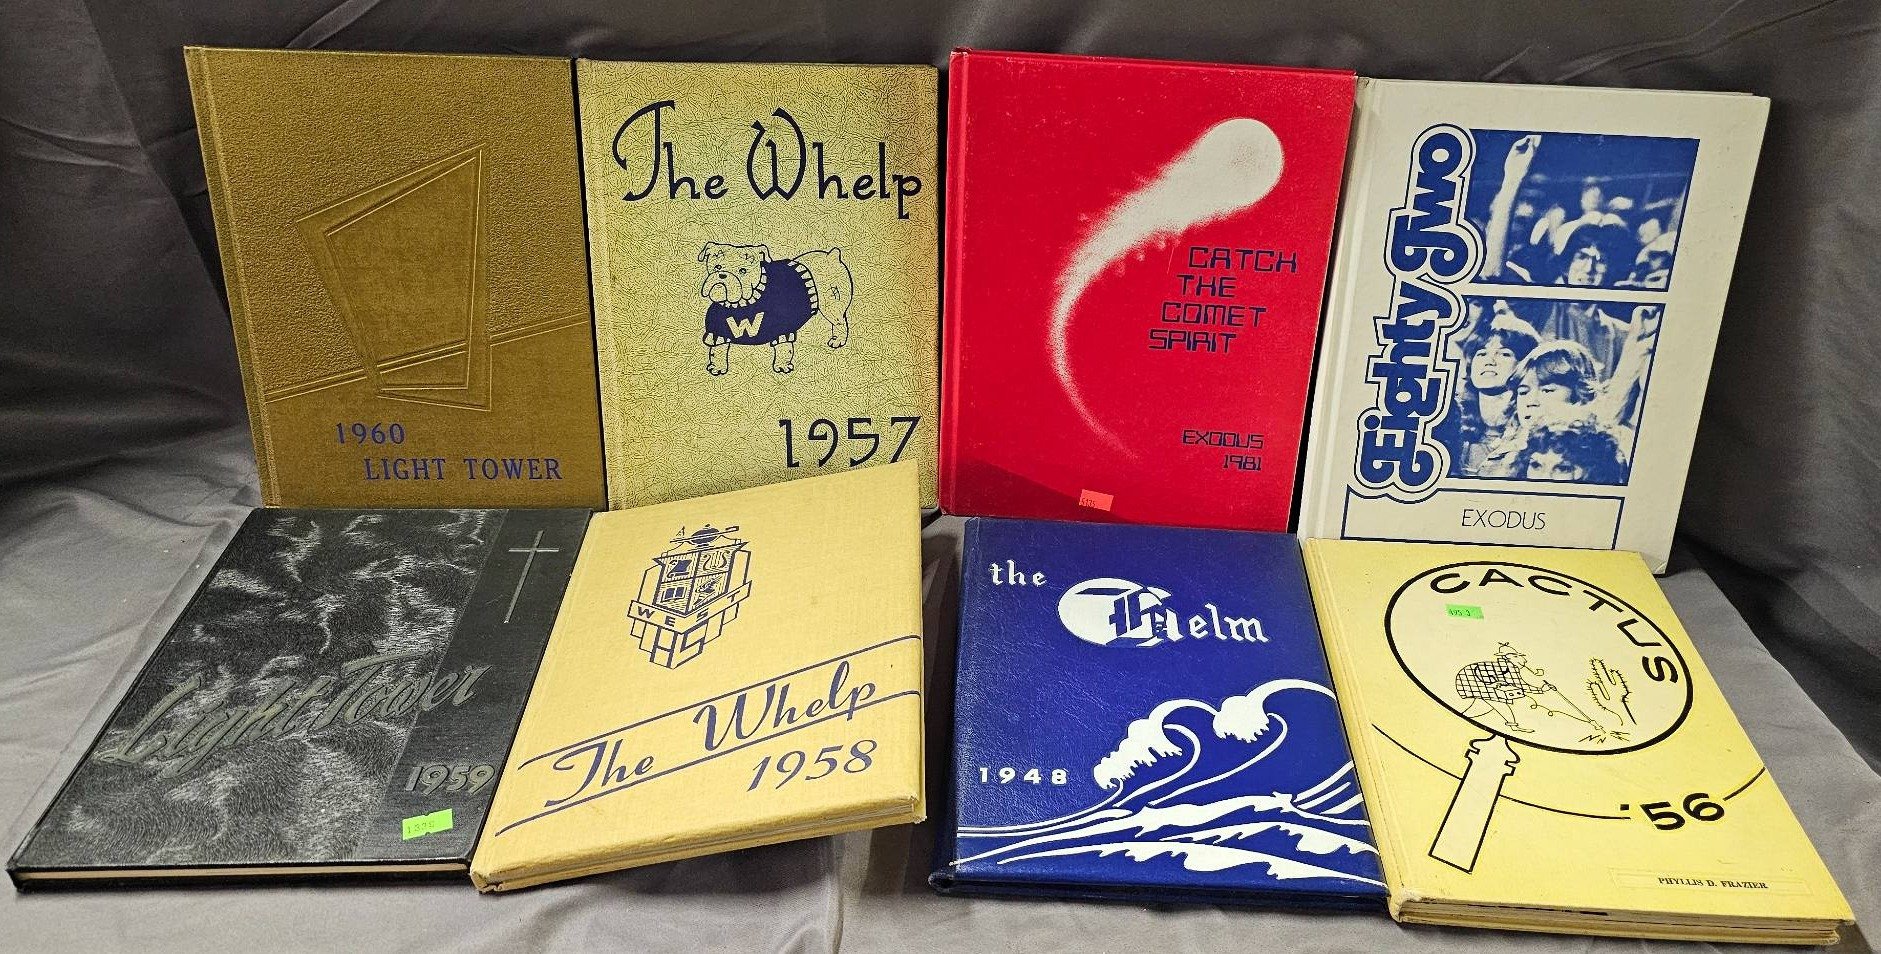 1960
LIGHT TOWER
The Whelp
W
1957
CATCH
THE
COMET
SPIRIT
EXODUS
1981
Eighty Two
EXODUS
Light Tower
1959
WEST
HS
The Whelp
1958
the Helm
1948
CACTUS
'56
PHYLLIS D. FRAZIER